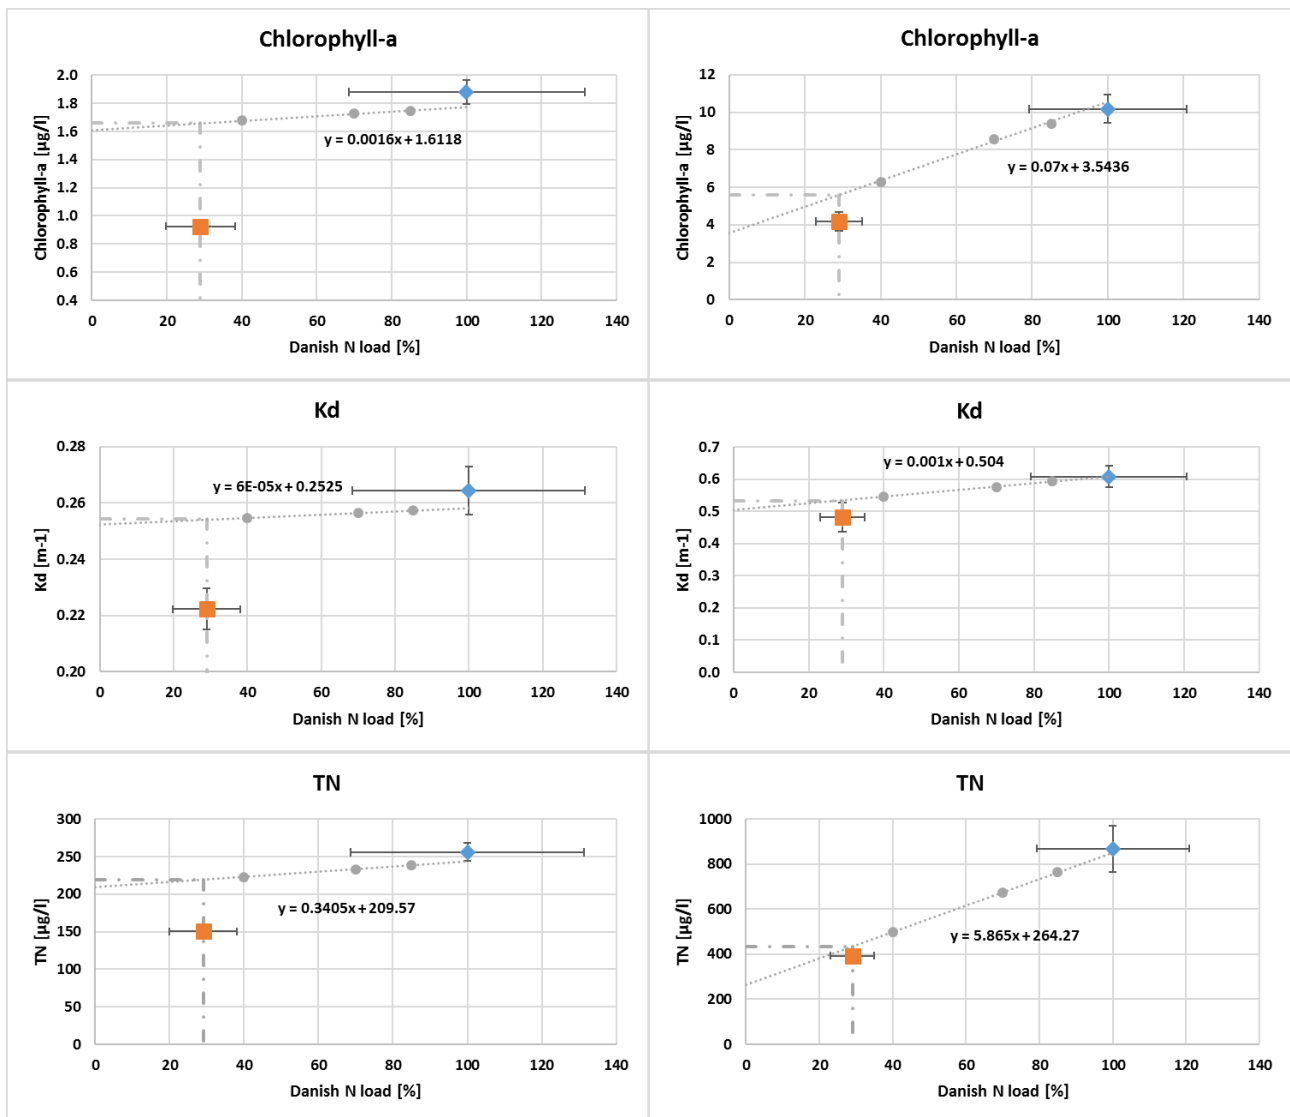 Chlorophyll-a
2.0
1.8
1.6
1.4
1.2
1.0
0.8
0.6
0.4
Chlorophyll-a [µg/l]
y = 0.0016x + 1.6118
0 20 40 60 80 100 120 140
Danish N load [%]
Chlorophyll-a
12
10
8
6
4
2
0
Chlorophyll-a [µg/l]
y = 0.07x + 3.5436
0 20 40 60 80 100 120 140
Danish N load [%]
Kd
0.28
0.26
0.24
0.22
0.20
Kd [m-1]
y = 6E-05x + 0.2525
0 20 40 60 80 100 120 140
Danish N load [%]
Kd
0.7
0.6
0.5
0.4
0.3
0.2
0.1
0.0
Kd [m-1]
y = 0.001x + 0.504
0 20 40 60 80 100 120 140
Danish N load [%]
TN
300
250
200
150
100
50
0
TN [µg/l]
y = 0.3405x + 209.57
0 20 40 60 80 100 120 140
Danish N load [%]
TN
1000
800
600
400
200
0
TN [µg/l]
y = 5.865x + 264.27
0 20 40 60 80 100 120 140
Danish N load [%]